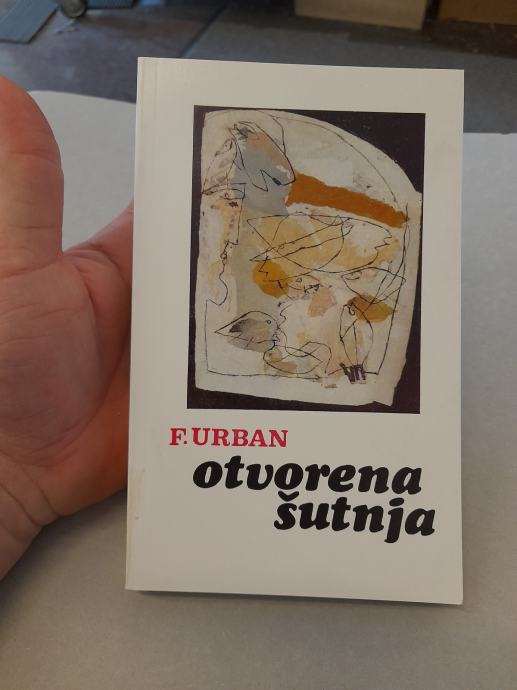 F. URBAN
otvorena
šutnja